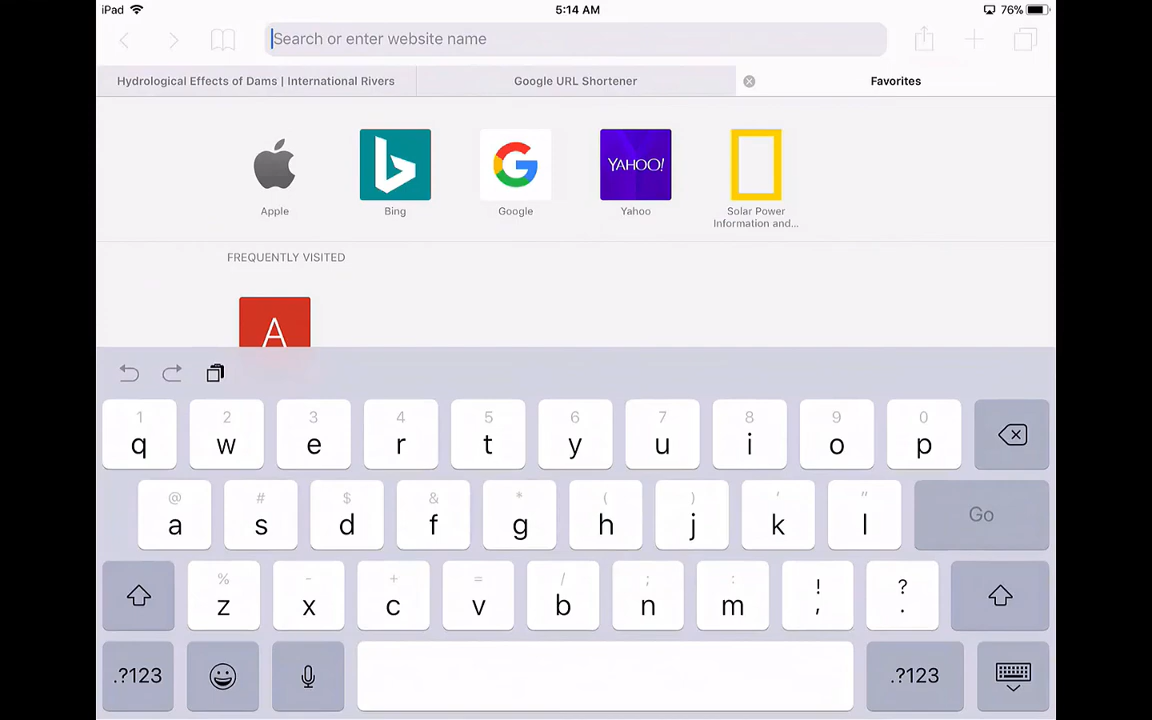 iPad 5:14 AM 76%
Search or enter website name
Hydrological Effects of Dams | International Rivers Google URL Shortener Favorites
YAHOO!
Apple Bing Google Yahoo Solar Power
Information and...
FREQUENTLY VISITED
A
1 2 3 4 5 6 7 8 9 0
q w e r t y u i o p
@ # $ & * ( ) ' "
a s d f g h j k l Go
% - + = / ; : ! ?
z x c v b n m , .
.?123 .?123